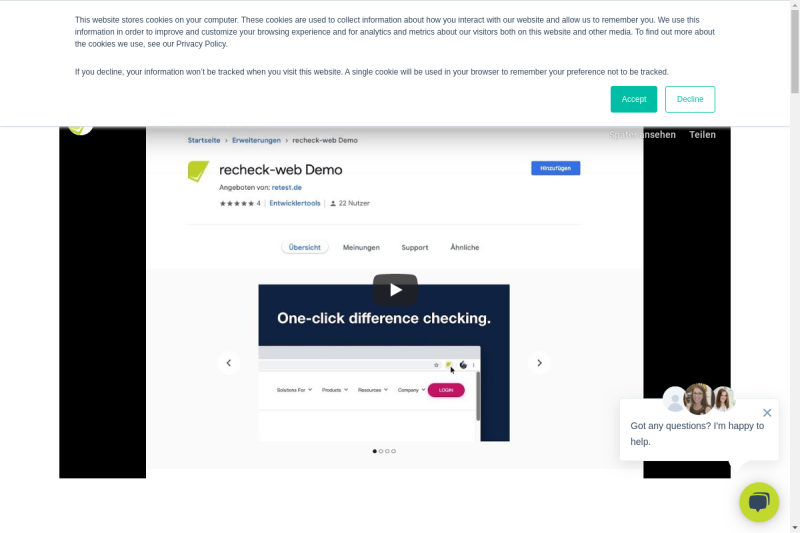 This website stores cookies on your computer. These cookies are used to collect information about how you interact with our website and allow us to remember you. We use this
information in order to improve and customize your browsing experience and for analytics and metrics about our visitors both on this website and other media. To find out more about
the cookies we use, see our Privacy Policy.
If you decline, your information won't be tracked when you visit this website. A single cookie will be used in your browser to remember your preference not to be tracked.
Accept
Decline
Später ansehen
Teilen
Startseite › Erweiterungen › recheck-web Demo
recheck-web Demo
Hinzufügen
Angeboten von: retest.de
★★★★★ 4 | Entwicklertools | 22 Nutzer
Übersicht Meinungen Support Ähnliche
One-click difference checking.
Solutions For Products Resources Company LOGIN
Got any questions? I'm happy to
help.